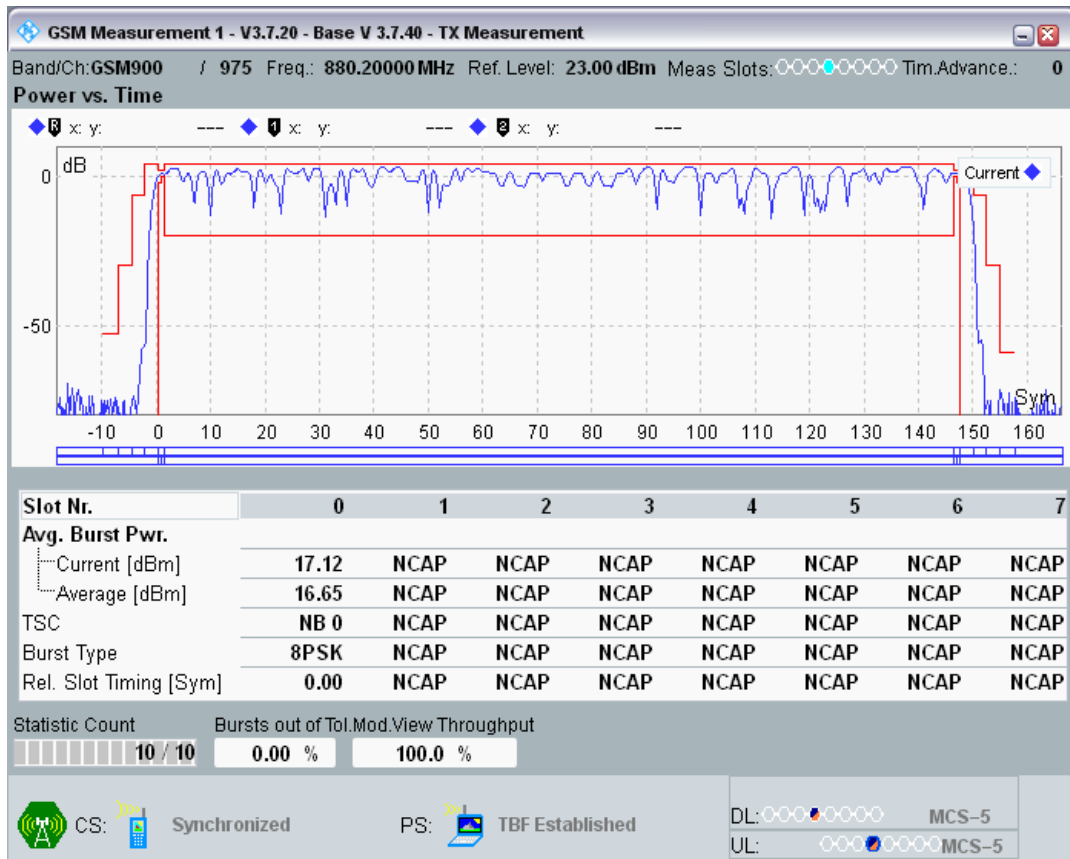 GSM Measurement 1 - V3.7.20 - Base V 3.7.40 - TX Measurement
Band/Ch:GSM900 / 975 Freq.: 880.20000 MHz Ref. Level: 23.00 dBm Meas Slots: Tim.Advance.: 0
Power vs. Time
R x: y: --- 1 x: y: --- 2 x: y: ---
dB
Current
0
-50
Sym
-10 0 10 20 30 40 50 60 70 80 90 100 110 120 130 140 150 160
Slot Nr. 0 1 2 3 4 5 6 7
Avg. Burst Pwr.
Current [dBm] 17.12 NCAP NCAP NCAP NCAP NCAP NCAP NCAP
Average [dBm] 16.65 NCAP NCAP NCAP NCAP NCAP NCAP NCAP
TSC NB 0 NCAP NCAP NCAP NCAP NCAP NCAP NCAP
Burst Type 8PSK NCAP NCAP NCAP NCAP NCAP NCAP NCAP
Rel. Slot Timing [Sym] 0.00 NCAP NCAP NCAP NCAP NCAP NCAP NCAP
Statistic Count Bursts out of Tol. Mod.View Throughput
10 / 10 0.00 % 100.0 %
CS: Synchronized PS: TBF Established
DL: MCS-5
UL: MCS-5